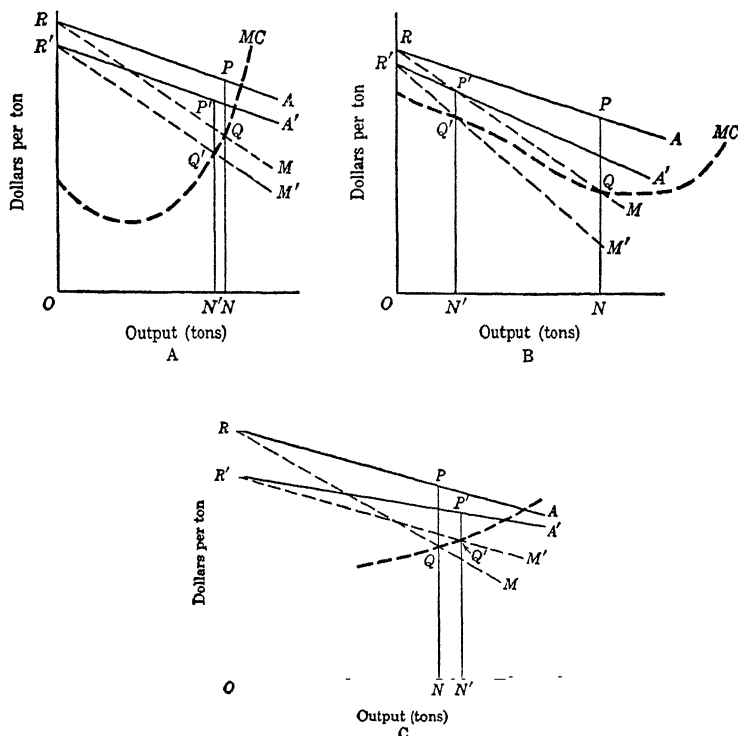 R
R'
MC
P
P'
A
A'
Q
Q'
M
M'
Dollars per ton
O
N' N
Output (tons)
A
R
R'
P'
P
A
MC
Q'
A'
Q
M
M'
Dollars per ton
O
N'
N
Output (tons)
B
R
R'
P
P'
A
A'
Q
Q'
M'
M
Dollars per ton
O
N
N'
Output (tons)
C